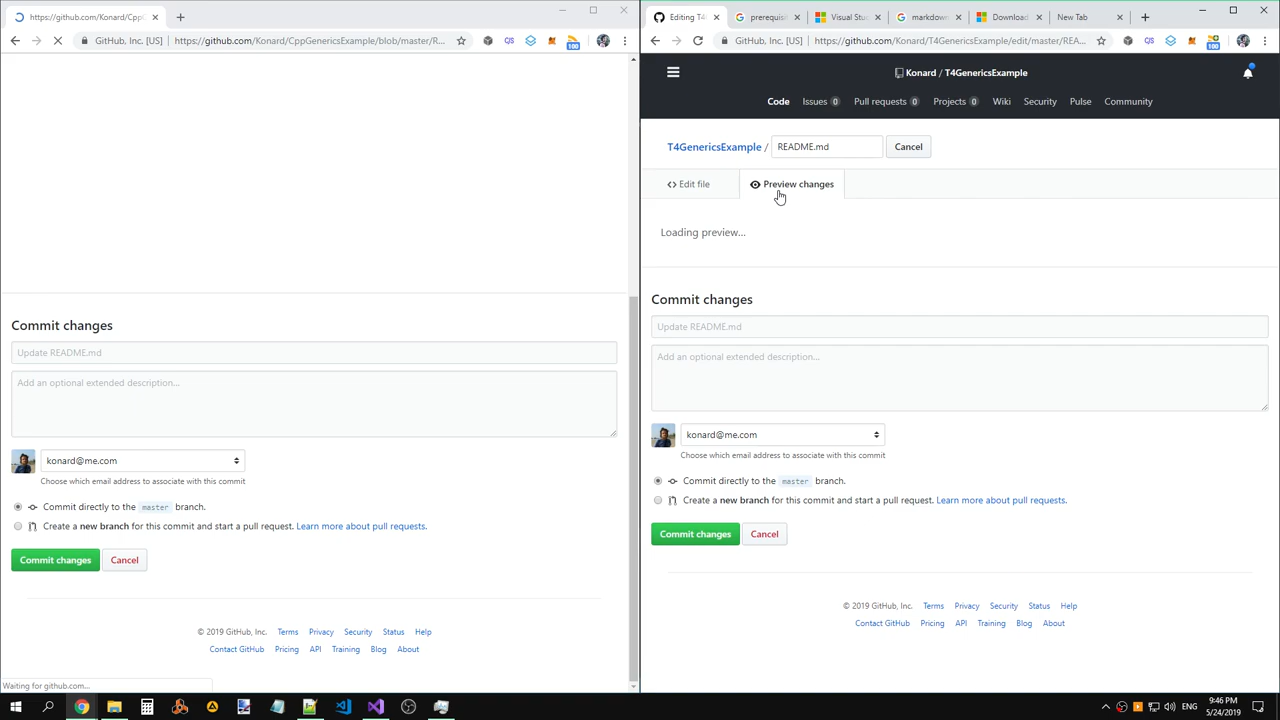 https://github.com/Konard/CppG
GitHub, Inc. [US]
https://github.com/Konard/CppGenericsExample/blob/master/R...
100
Commit changes
Update README.md
Add an optional extended description...
konard@me.com
Choose which email address to associate with this commit
Commit directly to the master branch.
Create a new branch for this commit and start a pull request. Learn more about pull requests.
Commit changes
Cancel
© 2019 GitHub, Inc.
Terms
Privacy
Security
Status
Help
Contact GitHub
Pricing
API
Training
Blog
About
Waiting for github.com...
Editing T4
prerequisit
Visual Stu
markdown
Download
New Tab
GitHub, Inc. [US]
https://github.com/Konard/T4GenericsExample/edit/master/REA...
100
Konard / T4GenericsExample
Code
Issues 0
Pull requests 0
Projects 0
Wiki
Security
Pulse
Community
T4GenericsExample / README.md
Cancel
Edit file
Preview changes
Loading preview...
Commit changes
Update README.md
Add an optional extended description...
konard@me.com
Choose which email address to associate with this commit
Commit directly to the master branch.
Create a new branch for this commit and start a pull request. Learn more about pull requests.
Commit changes
Cancel
© 2019 GitHub, Inc.
Terms
Privacy
Security
Status
Help
Contact GitHub
Pricing
API
Training
Blog
About
ENG
9:46 PM
5/24/2019